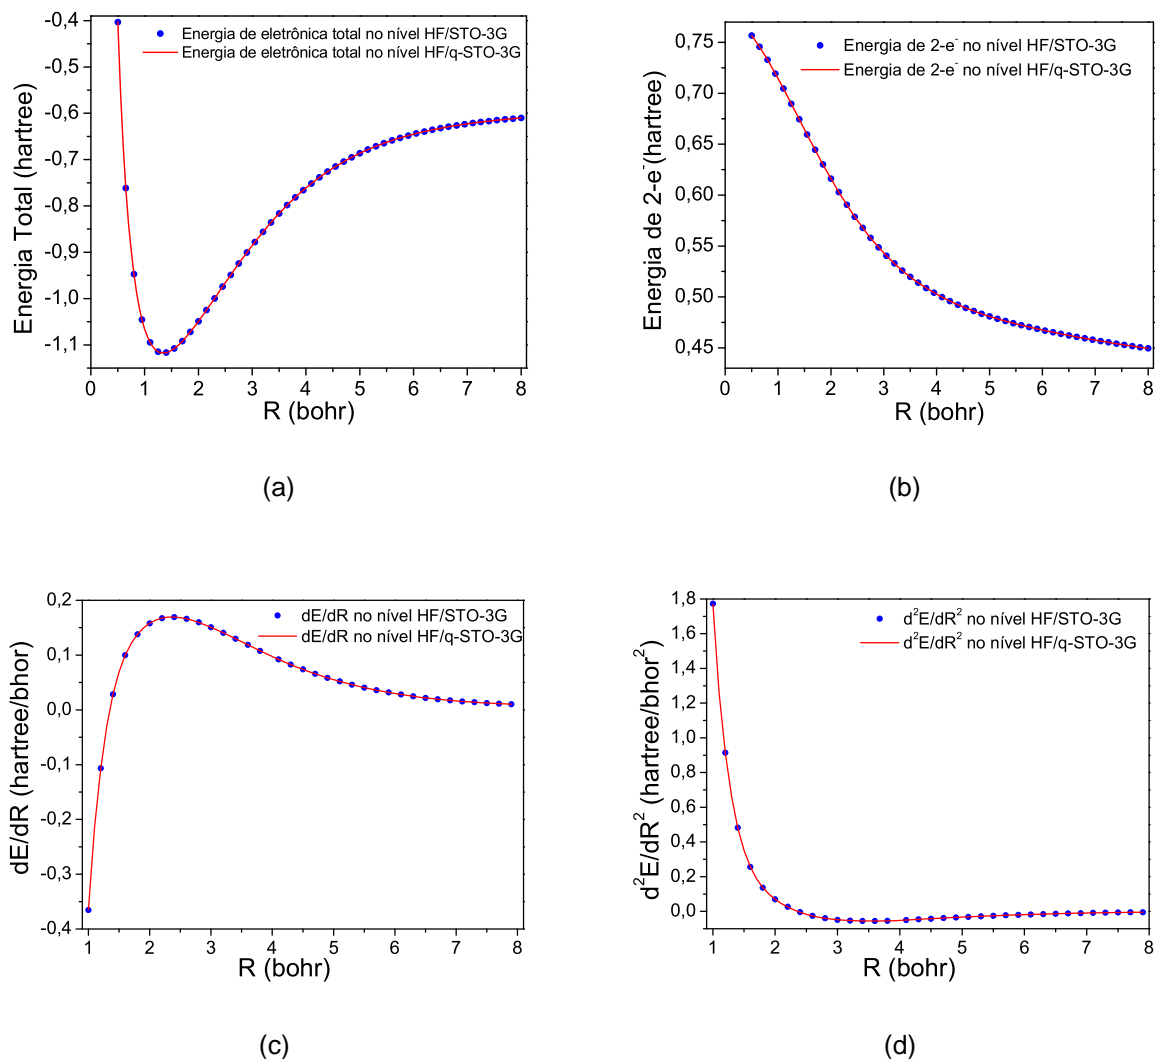 Energia de eletrônica total no nível HF/STO-3G
Energia de eletrônica total no nível HF/q-STO-3G
Energia Total (hartree)
-0,4
-0,5
-0,6
-0,7
-0,8
-0,9
-1,0
-1,1
0 1 2 3 4 5 6 7 8
R (bohr)
(a)
Energia de 2-e⁻ no nível HF/STO-3G
Energia de 2-e⁻ no nível HF/q-STO-3G
Energia de 2-e⁻(hartree)
0,75
0,70
0,65
0,60
0,55
0,50
0,45
0 1 2 3 4 5 6 7 8
R (bohr)
(b)
dE/dR no nível HF/STO-3G
dE/dR no nível HF/q-STO-3G
dE/dR (hartree/bhor)
0,2
0,1
0,0
-0,1
-0,2
-0,3
-0,4
1 2 3 4 5 6 7 8
R (bohr)
(c)
d²E/dR² no nível HF/STO-3G
d²E/dR² no nível HF/q-STO-3G
d²E/dR² (hartree/bhor²)
1,8
1,6
1,4
1,2
1,0
0,8
0,6
0,4
0,2
0,0
1 2 3 4 5 6 7 8
R (bohr)
(d)